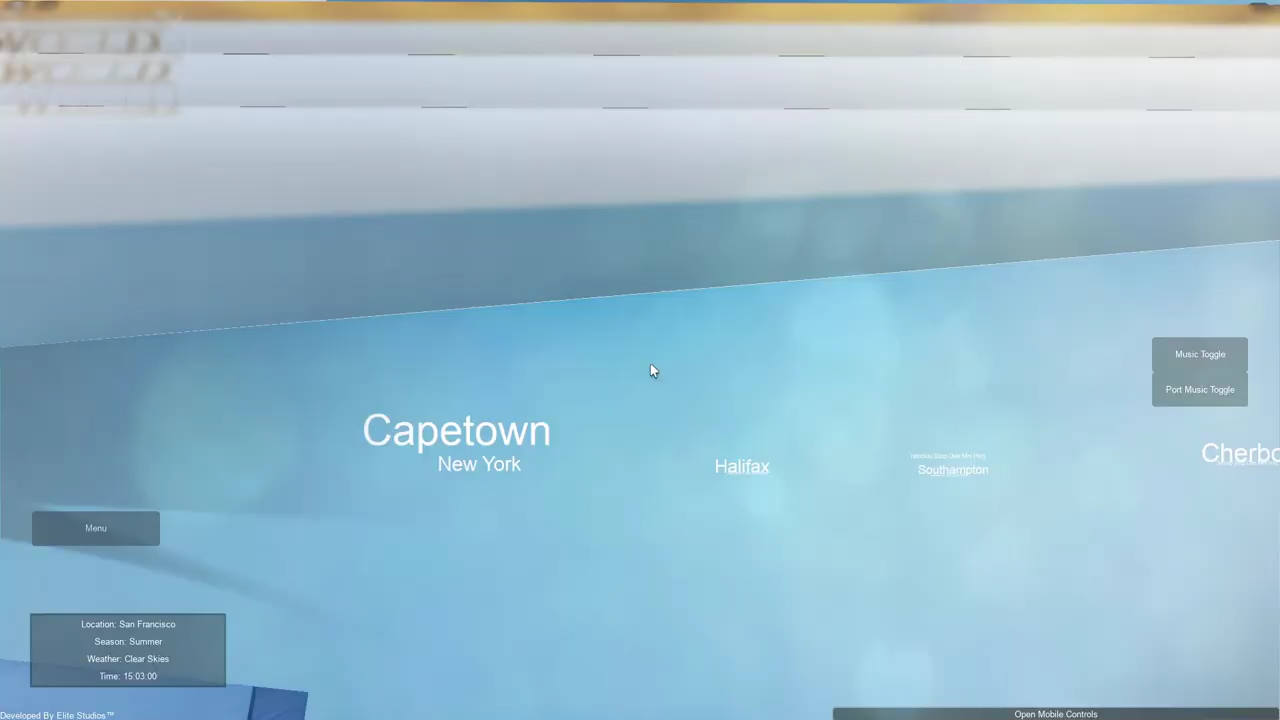 Music Toggle
Port Music Toggle
Capetown
New York
Halifax
Southampton
Cherbo
Menu
Location: San Francisco
Season: Summer
Weather: Clear Skies
Time: 15:03.00
Developed By Elite Studios™
Open Mobile Controls